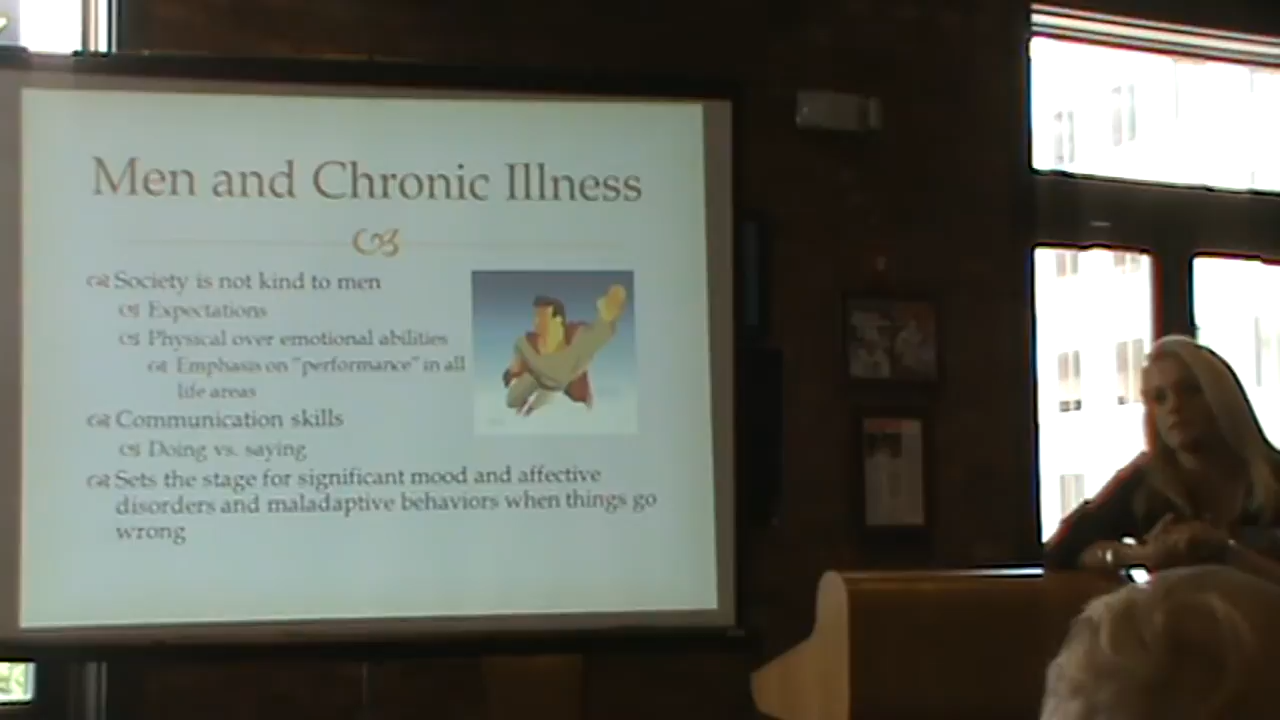 Men and Chronic Illness
Society is not kind to men
Expectations
Physical over emotional abilities
Emphasis on "performance" in all
life areas
Communication skills
Doing vs. saying
Sets the stage for significant mood and affective
disorders and maladaptive behaviors when things go
wrong